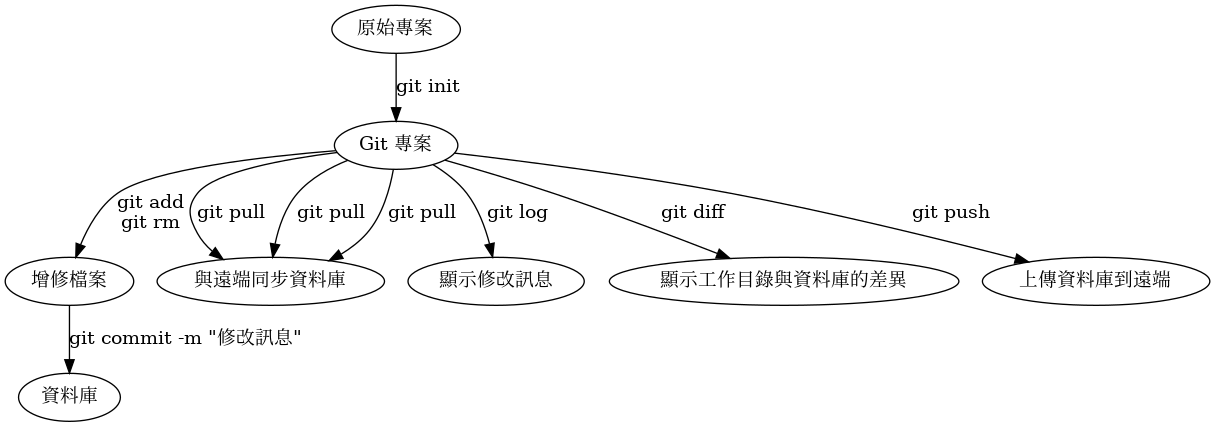 原始專案
git init
Git 專案
git add
git rm
git pull
git pull
git pull
git log
git diff
git push
增修檔案
與遠端同步資料庫
顯示修改訊息
顯示工作目錄與資料庫的差異
上傳資料庫到遠端
git commit -m "修改訊息"
資料庫